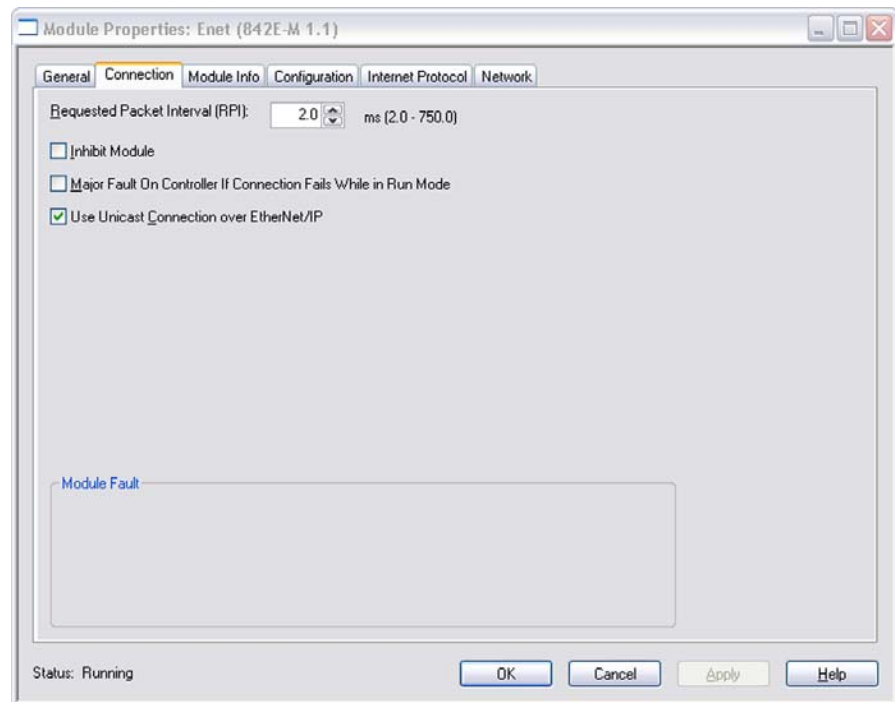 Module Properties: Enet (842E-M 1.1)
General Connection Module Info Configuration Internet Protocol Network
Requested Packet Interval (RPI): 2.0 ms (2.0 - 750.0)
Inhibit Module
Major Fault On Controller If Connection Fails While in Run Mode
Use Unicast Connection over EtherNet/IP
Module Fault
Status: Running OK Cancel Apply Help